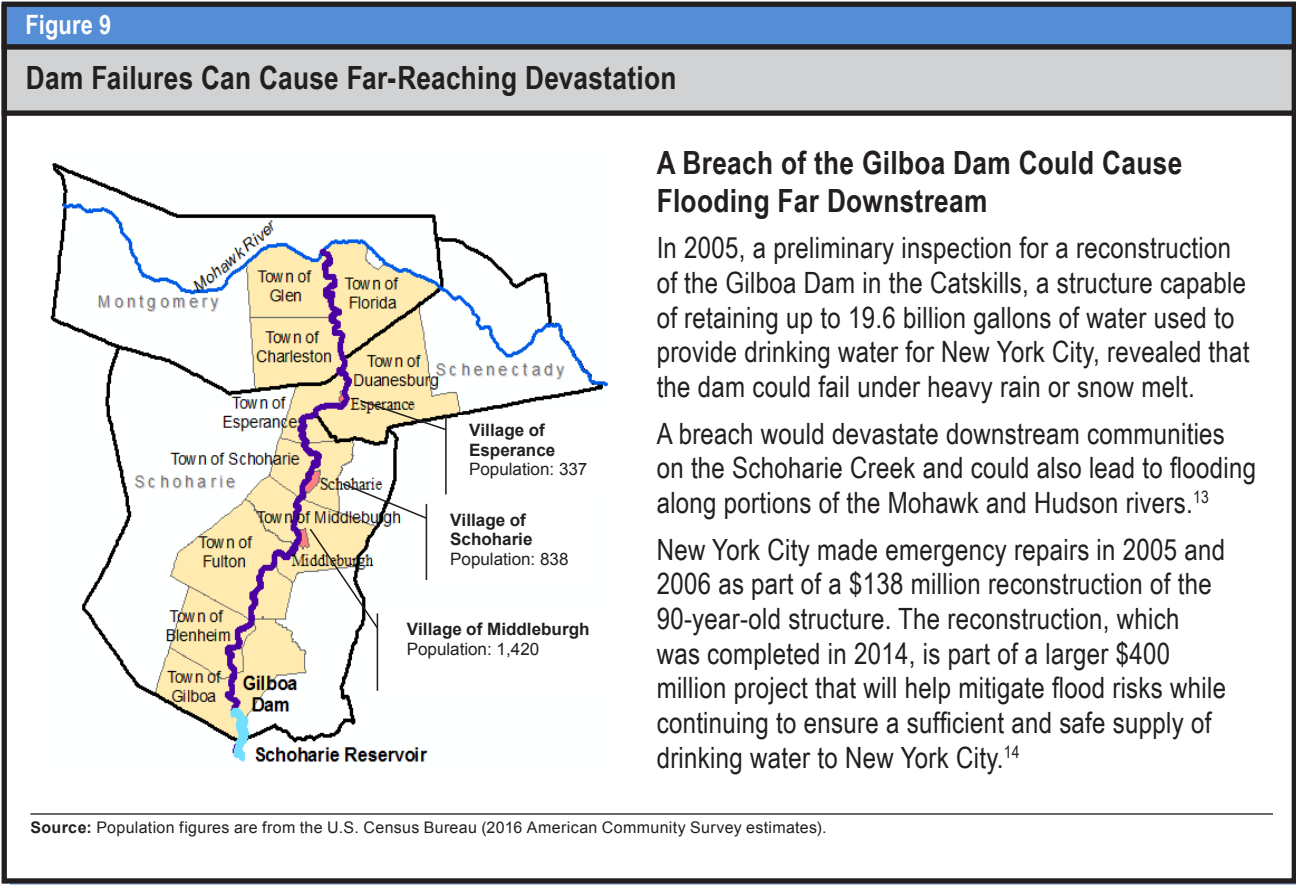 Figure 9
Dam Failures Can Cause Far-Reaching Devastation
Mohawk River
Montgomery
Town of
Glen
Town of
Florida
Town of
Charleston
Town of
Duanesburg
Schenectady
Town of
Esperance
Esperance
Town of Schoharie
Schoharie
Schoharie
Town of Middleburgh
Town of
Fulton
Middleburgh
Town of
Blenheim
Town of
Gilboa
Gilboa
Dam
Schoharie Reservoir
Village of
Esperance
Population: 337
Village of
Schoharie
Population: 838
Village of Middleburgh
Population: 1,420
A Breach of the Gilboa Dam Could Cause
Flooding Far Downstream
In 2005, a preliminary inspection for a reconstruction
of the Gilboa Dam in the Catskills, a structure capable
of retaining up to 19.6 billion gallons of water used to
provide drinking water for New York City, revealed that
the dam could fail under heavy rain or snow melt.
A breach would devastate downstream communities
on the Schoharie Creek and could also lead to flooding
along portions of the Mohawk and Hudson rivers.13
New York City made emergency repairs in 2005 and
2006 as part of a $138 million reconstruction of the
90-year-old structure. The reconstruction, which
was completed in 2014, is part of a larger $400
million project that will help mitigate flood risks while
continuing to ensure a sufficient and safe supply of
drinking water to New York City.14
Source: Population figures are from the U.S. Census Bureau (2016 American Community Survey estimates).